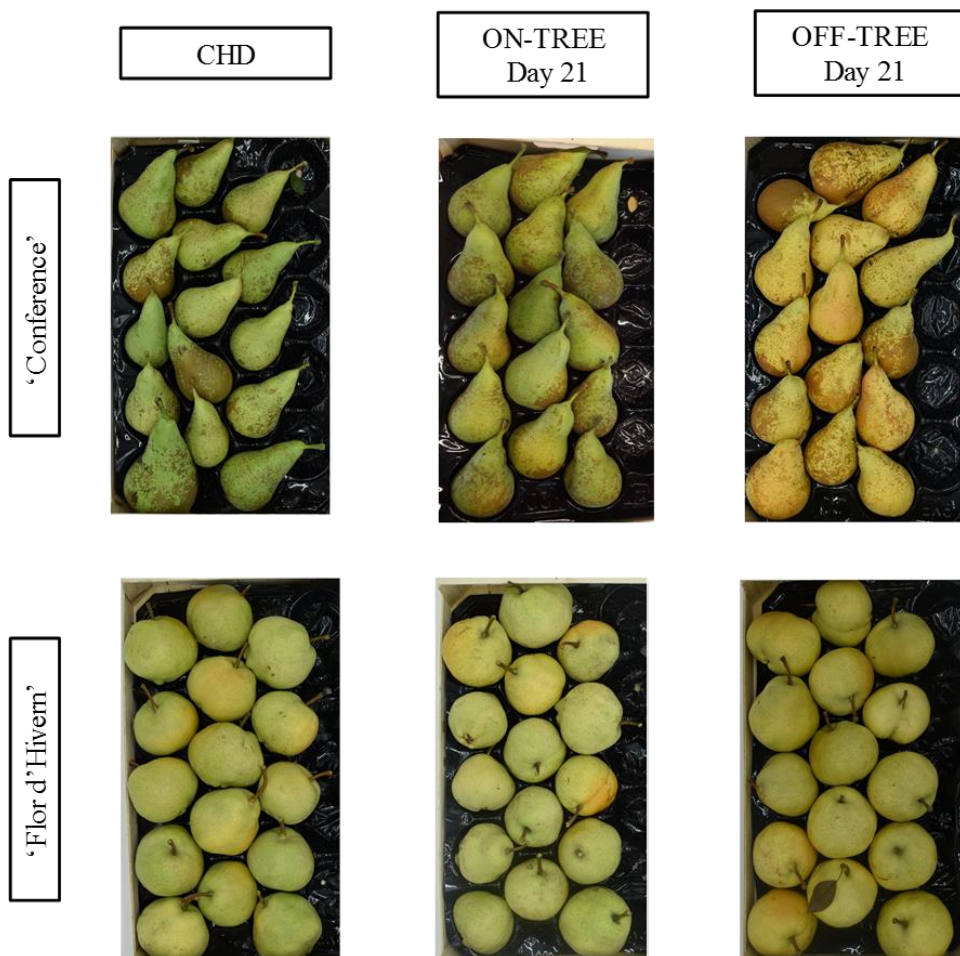 CHD
ON-TREE
Day 21
OFF-TREE
Day 21
‘Conference’
‘Flor d’Hivern’